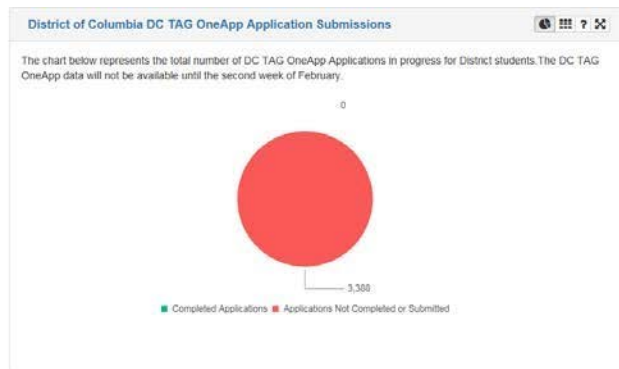 District of Columbia DC TAG OneApp Application Submissions
?
The chart below represents the total number of DC TAG OneApp Applications in progress for District students.The DC TAG
OneApp data will not be available until the second week of February.
0
3,388
Completed Applications Applications Not Completed or Submitted